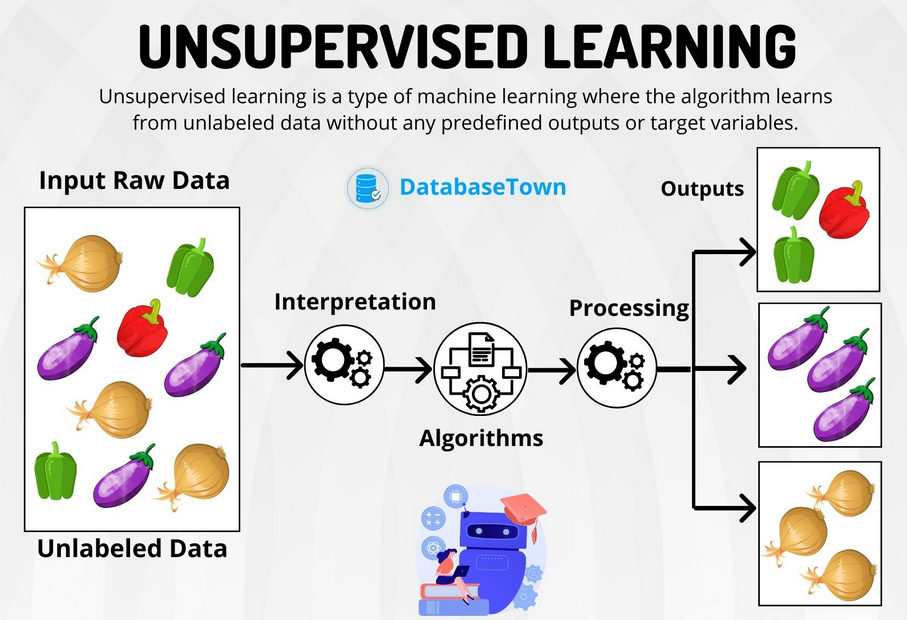 UNSUPERVISED LEARNING
Unsupervised learning is a type of machine learning where the algorithm learns
from unlabeled data without any predefined outputs or target variables.
Input Raw Data
DatabaseTown
Outputs
Interpretation
Processing
Algorithms
Unlabeled Data